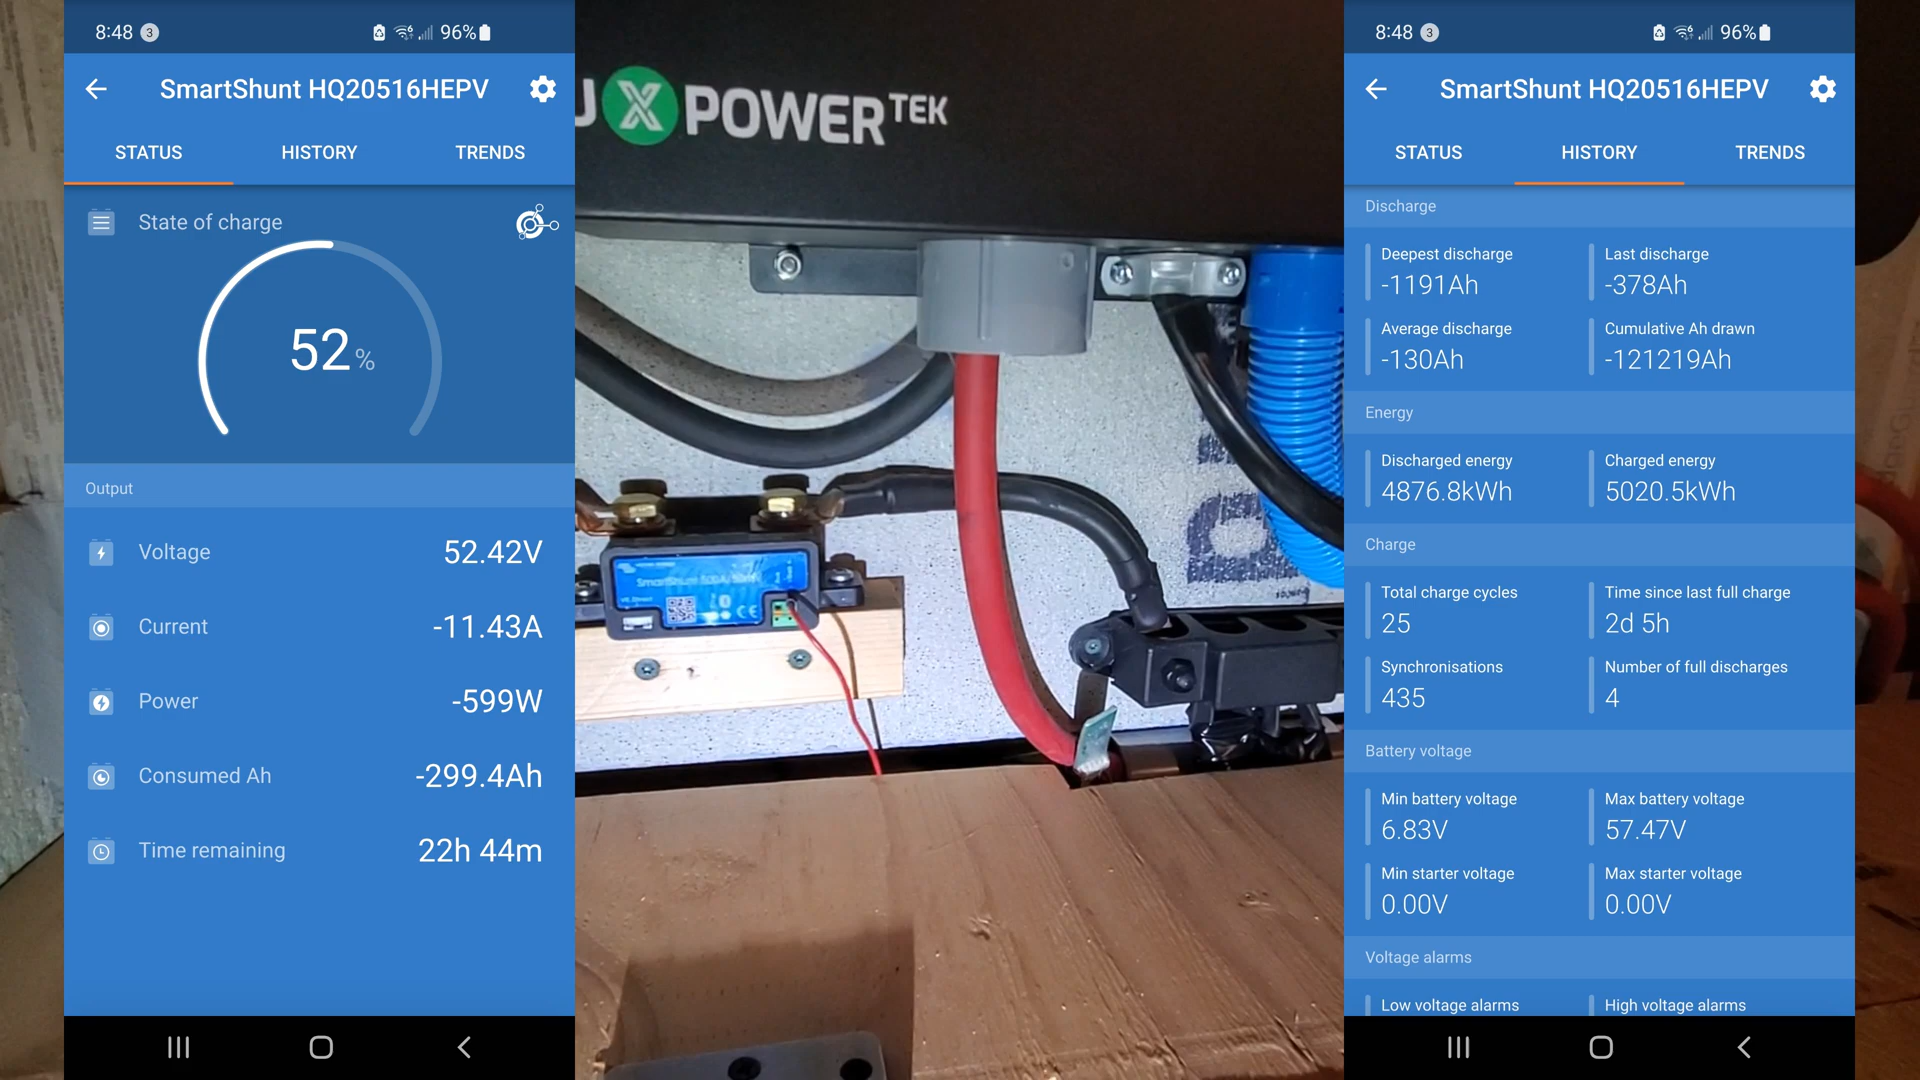 8:48 3 96%
SmartShunt HQ20516HEPV
STATUS HISTORY TRENDS
State of charge
52%
Output
Voltage 52.42V
Current -11.43A
Power -599W
Consumed Ah -299.4Ah
Time remaining 22h 44m
POWER TEK
SmartShunt 500A/50mV
8:48 3 96%
SmartShunt HQ20516HEPV
STATUS HISTORY TRENDS
Discharge
Deepest discharge Last discharge
-1191Ah -378Ah
Average discharge Cumulative Ah drawn
-130Ah -121219Ah
Energy
Discharged energy Charged energy
4876.8kWh 5020.5kWh
Charge
Total charge cycles Time since last full charge
25 2d 5h
Synchronisations Number of full discharges
435 4
Battery voltage
Min battery voltage Max battery voltage
6.83V 57.47V
Min starter voltage Max starter voltage
0.00V 0.00V
Voltage alarms
Low voltage alarms High voltage alarms